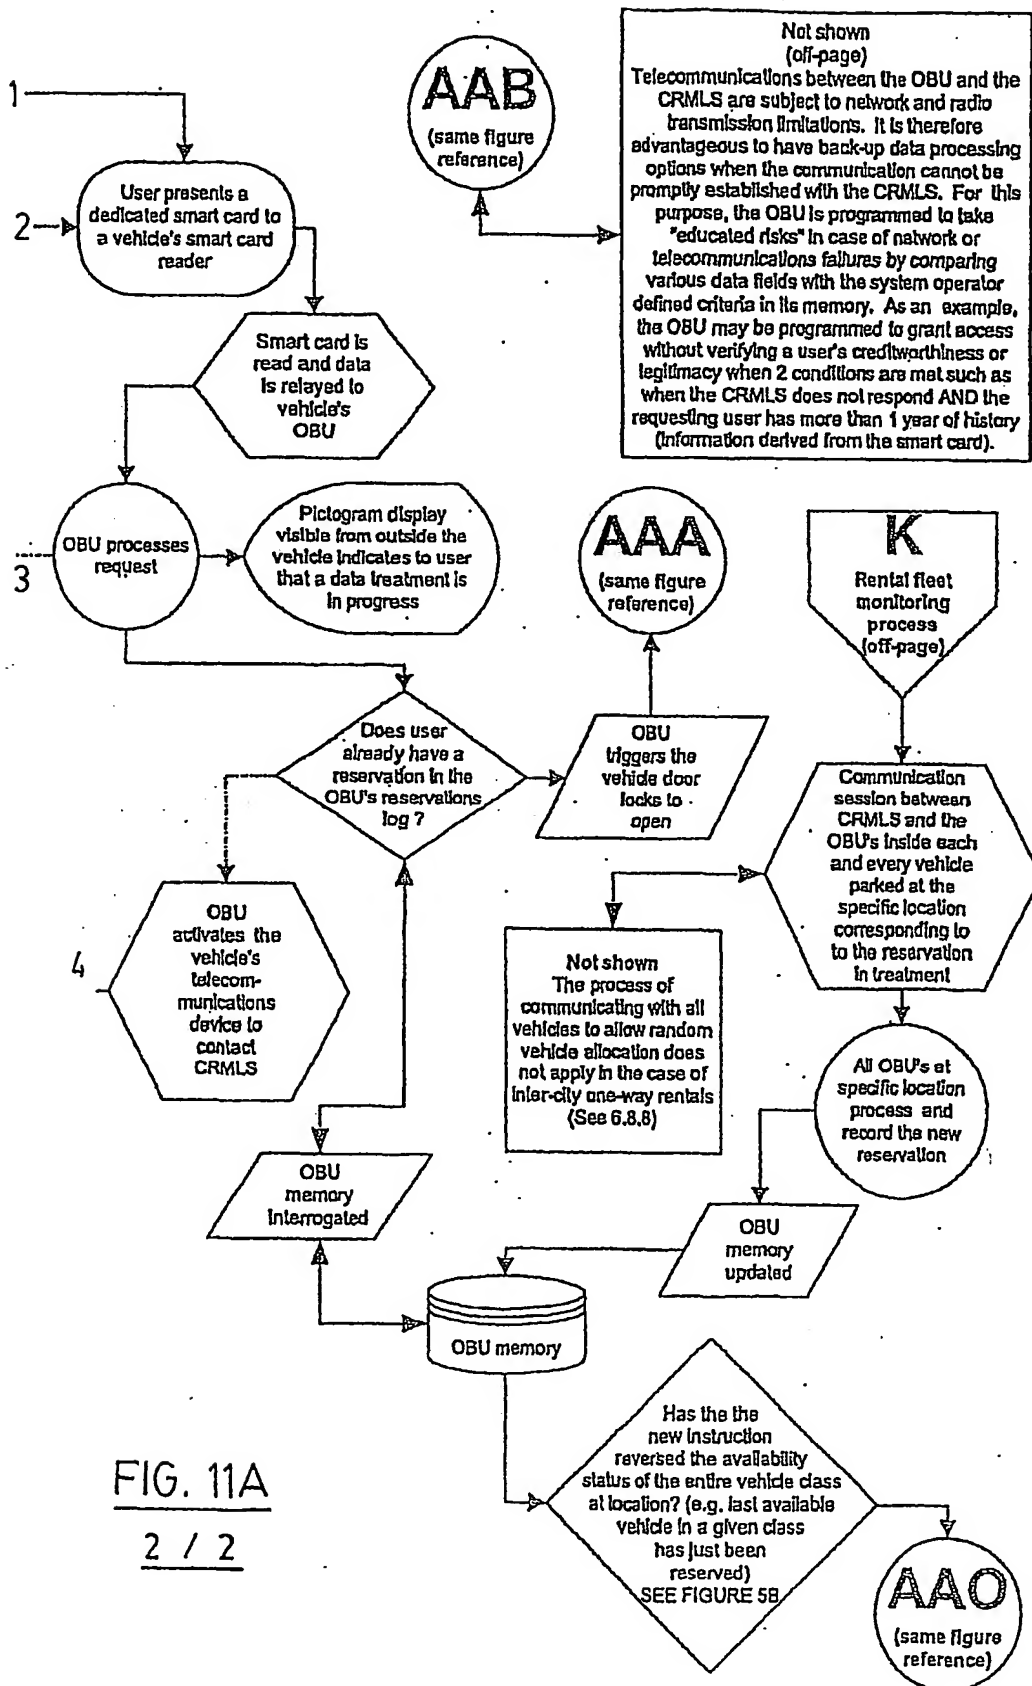 1
2
3
4
AAB
(same figure
reference)
Not shown
(off-page)
Telecommunications between the OBU and the
CRMLS are subject to network and radio
transmission limitations. It is therefore
advantageous to have back-up data processing
options when the communication cannot be
promptly established with the CRMLS. For this
purpose, the OBU is programmed to take
"educated risks" in case of network or
telecommunications failures by comparing
various data fields with the system operator
defined criteria in its memory. As an example,
the OBU may be programmed to grant access
without verifying a user's creditworthiness or
legitimacy when 2 conditions are met such as
when the CRMLS does not respond AND the
requesting user has more than 1 year of history
(information derived from the smart card).
User presents a
dedicated smart card to
a vehicle's smart card
reader
Smart card is
read and data
is relayed to
vehicle's
OBU
OBU processes
request
Pictogram display
visible from outside the
vehicle indicates to user
that a data treatment is
in progress
AAA
(same figure
reference)
K
Rental fleet
monitoring
process
(off-page)
Does user
already have a
reservation in the
OBU's reservations
log ?
OBU
triggers the
vehicle door
locks to
open
Communication
session between
CRMLS and the
OBU's inside each
and every vehicle
parked at the
specific location
corresponding to
to the reservation
in treatment
OBU
activates the
vehicle's
telecom-
munications
device to
contact
CRMLS
Not shown
The process of
communicating with all
vehicles to allow random
vehicle allocation does
not apply in the case of
inter-city one-way rentals
(See 6.8.8)
All OBU's at
specific location
process and
record the new
reservation
OBU
memory
interrogated
OBU
memory
updated
OBU memory
Has the the
new instruction
reversed the availability
status of the entire vehicle class
at location? (e.g. last available
vehicle in a given class
has just been
reserved)
SEE FIGURE 5B
AAO
(same figure
reference)
FIG. 11A
2 / 2